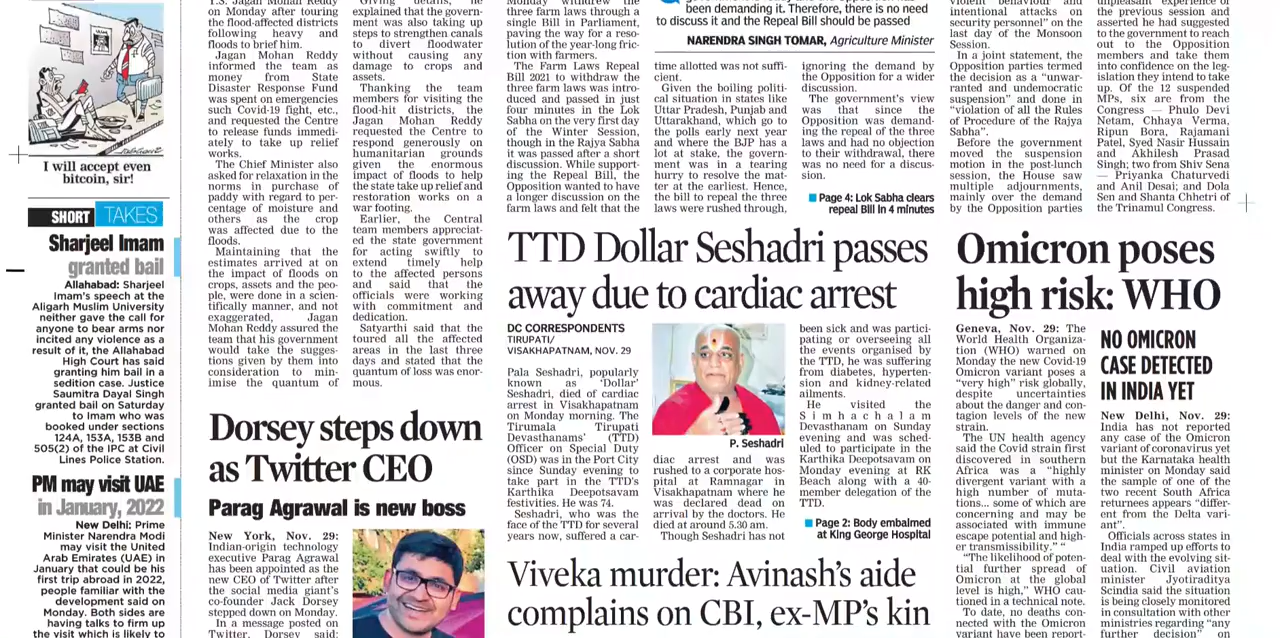 I will accept even
bitcoin, sir!
SHORT TAKES
Sharjeel Imam
granted bail
Allahabad: Sharjeel
Imam's speech at the
Aligarh Muslim University
neither gave the call for
anyone to bear arms nor
incited any violence as a
result of it, the Allahabad
High Court has said
granting him bail in a
sedition case. Justice
Saumitra Dayal Singh
granted bail on Saturday
to Imam who was
booked under sections
124A, 153A, 153B and
505(2) of the IPC at Civil
Lines Police Station.
PM may visit UAE
in January, 2022
New Delhi: Prime
Minister Narendra Modi
may visit the United
Arab Emirates (UAE) in
January that could be his
first trip abroad in 2022,
people familiar with the
development said on
Monday. Both sides are
having talks to firm up
the visit which is likely to
Y.S. Jagan Mohan Reddy
on Monday after touring
the flood-affected districts
following heavy and
floods to brief him.
Jagan Mohan Reddy
informed the team as
money from State
Disaster Response Fund
was spent on emergencies
such Covid-19 fight, etc.,
and requested the Centre
to release funds immedi-
ately to take up relief
works.
The Chief Minister also
asked for relaxation in the
norms in purchase of
paddy with regard to per-
centage of moisture and
others as the crop
was affected due to the
floods.
Maintaining that the
estimates arrived at on
the impact of floods on
crops, assets and the peo-
ple, were done in a scien-
tifically manner, and not
exaggerated, Jagan
Mohan Reddy assured the
team that his government
would take the sugges-
tions given by them into
consideration to min-
imise the quantum of
Giving details, he
explained that the govern-
ment was also taking up
steps to strengthen canals
to divert floodwater
without causing any
damage to crops and
assets.
Thanking the team
members for visiting the
flood-hit districts, the
Jagan Mohan Reddy
requested the Centre to
respond generously on
humanitarian grounds
given the enormous
impact of floods to help
the state take up relief and
restoration works on a
war footing.
Earlier, the Central
team members appreciat-
ed the state government
for acting swiftly to
extend timely help
to the affected persons
and said that the
officials were working
with commitment and
dedication.
Satyarthi said that the
toured all the affected
areas in the last three
days and stated that the
quantum of loss was enor-
mous.
Dorsey steps down
as Twitter CEO
Parag Agrawal is new boss
New York, Nov. 29:
Indian-origin technology
executive Parag Agrawal
has been appointed as the
new CEO of Twitter after
the social media giant's
co-founder Jack Dorsey
stepped down on Monday.
In a message posted on
Twitter, Dorsey said:
Monday withdrew the
three farm laws through a
single Bill in Parliament,
paving the way for a reso-
lution of the year-long fric-
tion with farmers.
The Farm Laws Repeal
Bill 2021 to withdraw the
three farm laws was intro-
duced and passed in just
four minutes in the Lok
Sabha on the very first day
of the Winter Session,
though in the Rajya Sabha
it was passed after a short
discussion. While support-
ing the Repeal Bill, the
Opposition wanted to have
a longer discussion on the
farm laws and felt that the
been demanding it. Therefore, there is no need
to discuss it and the Repeal Bill should be passed
NARENDRA SINGH TOMAR, Agriculture Minister
time allotted was not suffi-
cient.
Given the boiling politi-
cal situation in states like
Uttar Pradesh, Punjab and
Uttarakhand, which go to
the polls early next year
and where the BJP has a
lot at stake, the govern-
ment was in a tearing
hurry to resolve the mat-
ter at the earliest. Hence,
the bill to repeal the three
laws were rushed through,
ignoring the demand by
the Opposition for a wider
discussion.
The government's view
was that since the
Opposition was demand-
ing the repeal of the three
laws and had no objection
to their withdrawal, there
was no need for a discus-
sion.
Page 4: Lok Sabha clears
repeal Bill in 4 minutes
TTD Dollar Seshadri passes
away due to cardiac arrest
DC CORRESPONDENTS
TIRUPATI/
VISAKHAPATNAM, NOV. 29
Pala Seshadri, popularly
known as 'Dollar'
Seshadri, died of cardiac
arrest in Visakhapatnam
on Monday morning. The
Tirumala Tirupati
Devasthanams' (TTD)
Officer on Special Duty
(OSD) was in the Port City
since Sunday evening to
take part in the TTD's
Karthika Deepotsavam
festivities. He was 74.
Seshadri, who was the
face of the TTD for several
years now, suffered a car-
P. Seshadri
diac arrest and was
rushed to a corporate hos-
pital at Ramnagar in
Visakhapatnam where he
was declared dead on
arrival by the doctors. He
died at around 5.30 am.
Though Seshadri has not
been sick and was partici-
pating or overseeing all
the events organised by
the TTD, he was suffering
from diabetes, hyperten-
sion and kidney-related
ailments.
He visited the
Simhachalam
Devasthanam on Sunday
evening and was sched-
uled to participate in the
Karthika Deepotsavam on
Monday evening at RK
Beach along with a 40-
member delegation of the
TTD.
Page 2: Body embalmed
at King George Hospital
Viveka murder: Avinash's aide
complains on CBI, ex-MP's kin
violent behaviour and
intentional attacks on
security personnel" on the
last day of the Monsoon
Session.
In a joint statement, the
Opposition parties termed
the decision as a "unwar-
ranted and undemocratic
suspension" and done in
"violation of all the Rules
of Procedure of the Rajya
Sabha".
Before the government
moved the suspension
motion in the post-lunch
session, the House saw
multiple adjournments,
mainly over the demand
by the Opposition parties
unpleasant experience of
the previous session and
asserted he had suggested
to the government to reach
out to the Opposition
members and take them
into confidence on the leg-
islation they intend to take
up. Of the 12 suspended
MPs, six are from the
Congress — Phulo Devi
Netam, Chhaya Verma,
Ripun Bora, Rajamani
Patel, Syed Nasir Hussain
and Akhilesh Prasad
Singh; two from Shiv Sena
— Priyanka Chaturvedi
and Anil Desai; and Dola
Sen and Shanta Chhetri of
the Trinamul Congress.
Omicron poses
high risk: WHO
Geneva, Nov. 29: The
World Health Organiza-
tion (WHO) warned on
Monday the new Covid-19
Omicron variant poses a
"very high" risk globally,
despite uncertainties
about the danger and con-
tagion levels of the new
strain.
The UN health agency
said the Covid strain first
discovered in southern
Africa was a "highly
divergent variant with a
high number of muta-
tions... some of which are
concerning and may be
associated with immune
escape potential and high-
er transmissibility." "
"The likelihood of poten-
tial further spread of
Omicron at the global
level is high," WHO cau-
tioned in a technical note.
To date, no deaths con-
nected with the Omicron
variant have been report-
NO OMICRON
CASE DETECTED
IN INDIA YET
New Delhi, Nov. 29:
India has not reported
any case of the Omicron
variant of coronavirus yet
but the Karnataka health
minister on Monday said
the sample of one of the
two recent South Africa
returnees appears "differ-
ent from the Delta vari-
ant".
Officials across states in
India ramped up efforts to
deal with the evolving sit-
uation. Civil aviation
minister Jyotiraditya
Scindia said the situation
is being closely monitored
in consultation with other
ministries regarding "any
further decision" on